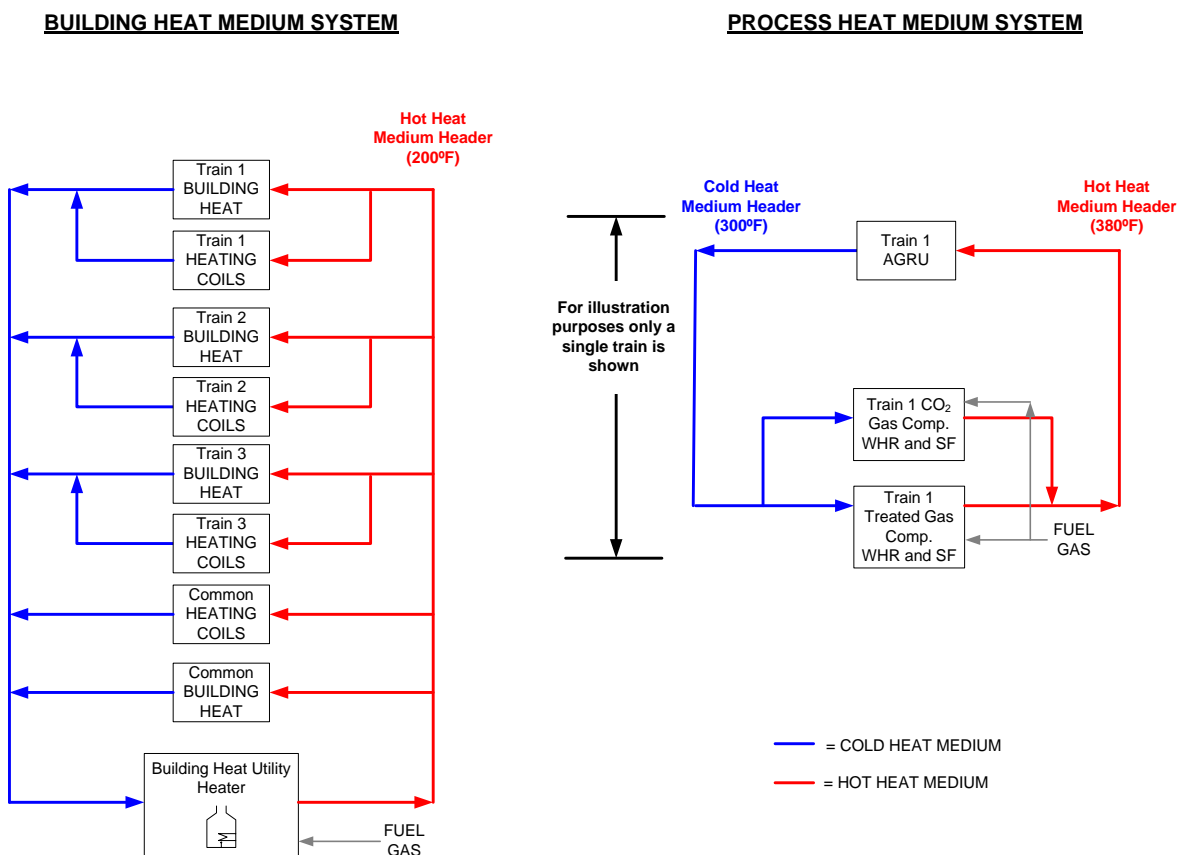 BUILDING HEAT MEDIUM SYSTEM
PROCESS HEAT MEDIUM SYSTEM
Hot Heat
Medium Header
(200ºF)
Train 1
BUILDING
HEAT
Train 1
HEATING
COILS
Train 2
BUILDING
HEAT
Train 2
HEATING
COILS
Train 3
BUILDING
HEAT
Train 3
HEATING
COILS
Common
HEATING
COILS
Common
BUILDING
HEAT
Building Heat Utility
Heater
FUEL
GAS
For illustration
purposes only a
single train is
shown
Cold Heat
Medium Header
(300ºF)
Hot Heat
Medium Header
(380ºF)
Train 1
AGRU
Train 1 CO₂
Gas Comp.
WHR and SF
Train 1
Treated Gas
Comp.
WHR and SF
FUEL
GAS
= COLD HEAT MEDIUM
= HOT HEAT MEDIUM